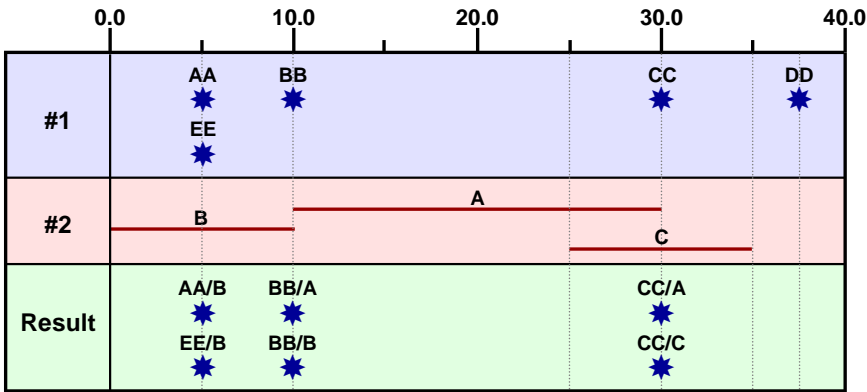 0.0 10.0 20.0 30.0 40.0
AA BB CC DD
#1
EE
A
#2 B
C
AA/B BB/A CC/A
Result
EE/B BB/B CC/C